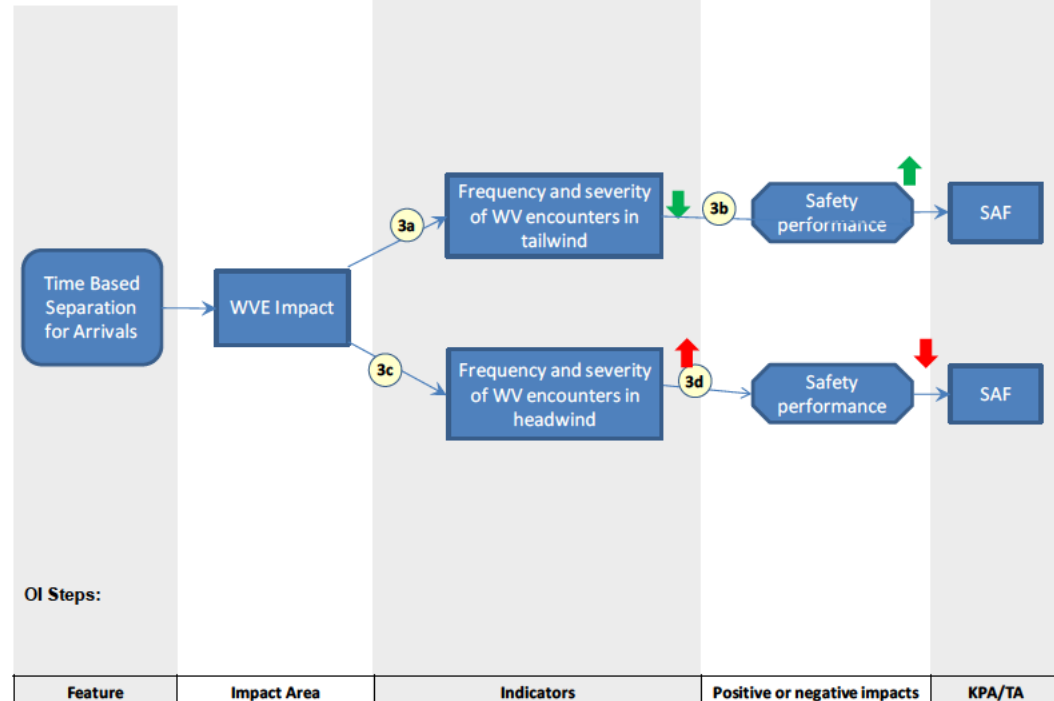 Time Based
Separation
for Arrivals
WVE Impact
3a
Frequency and severity
of WV encounters in
tailwind
3b
Safety
performance
SAF
3c
Frequency and severity
of WV encounters in
headwind
3d
Safety
performance
SAF
OI Steps:
Feature
Impact Area
Indicators
Positive or negative impacts
KPA/TA